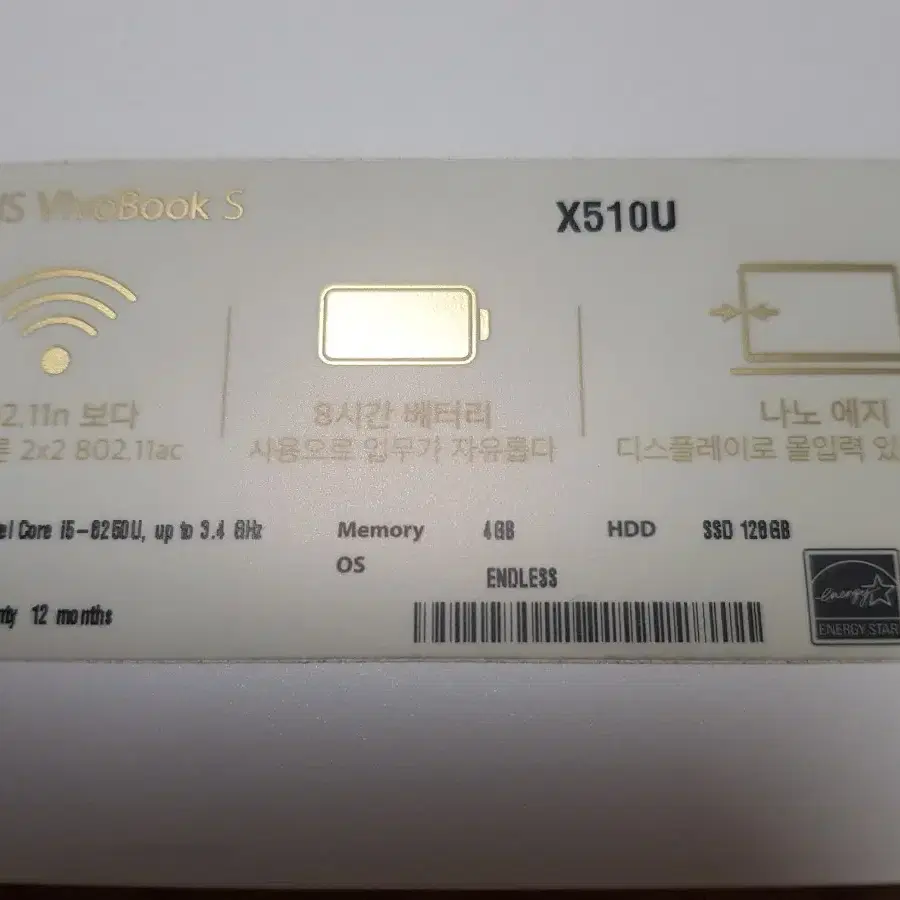 VivoBook S
X510U
802.11n 보다
2x2 802.11ac
8시간 배터리
사용으로 업무가 자유롭다
나노 에지
디스플레이로 몰입력
Core i5-8250U, up to 3.4 GHz
Memory 4GB
HDD SSD 128GB
OS ENDLESS
12 months
energy
ENERGY STAR